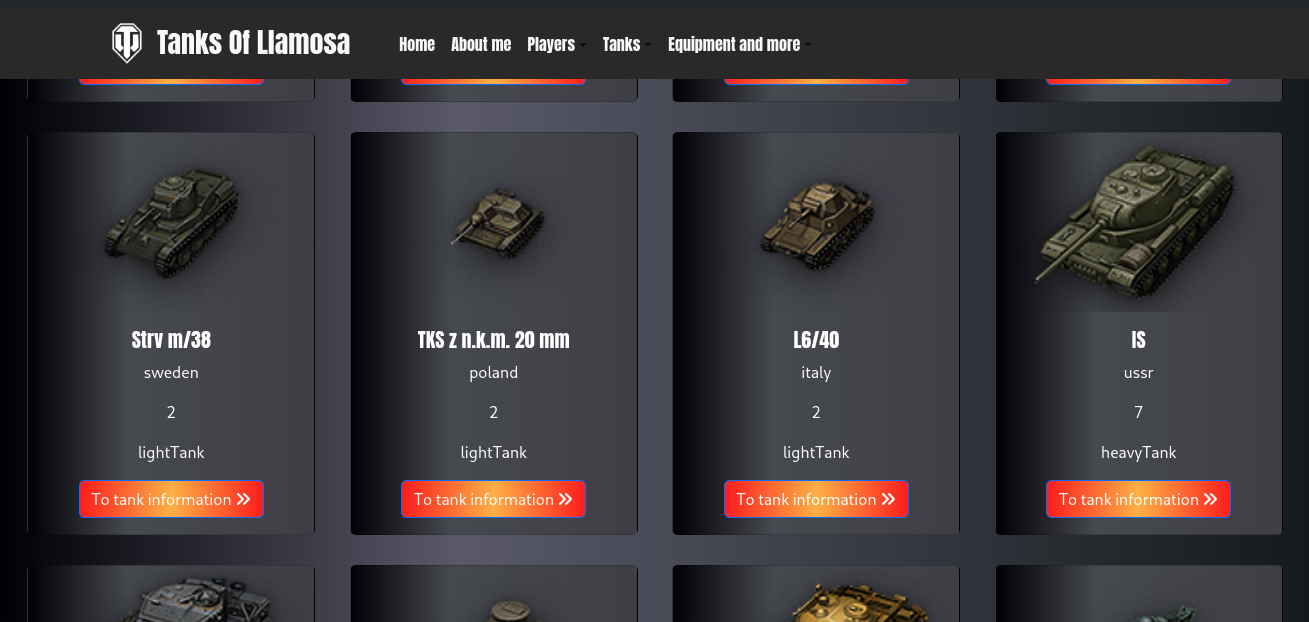 Tanks Of Llamosa
Home About me Players Tanks Equipment and more
Strv m/38
sweden
2
lightTank
To tank information
TKS z n.k.m. 20 mm
poland
2
lightTank
To tank information
L6/40
italy
2
lightTank
To tank information
IS
ussr
7
heavyTank
To tank information